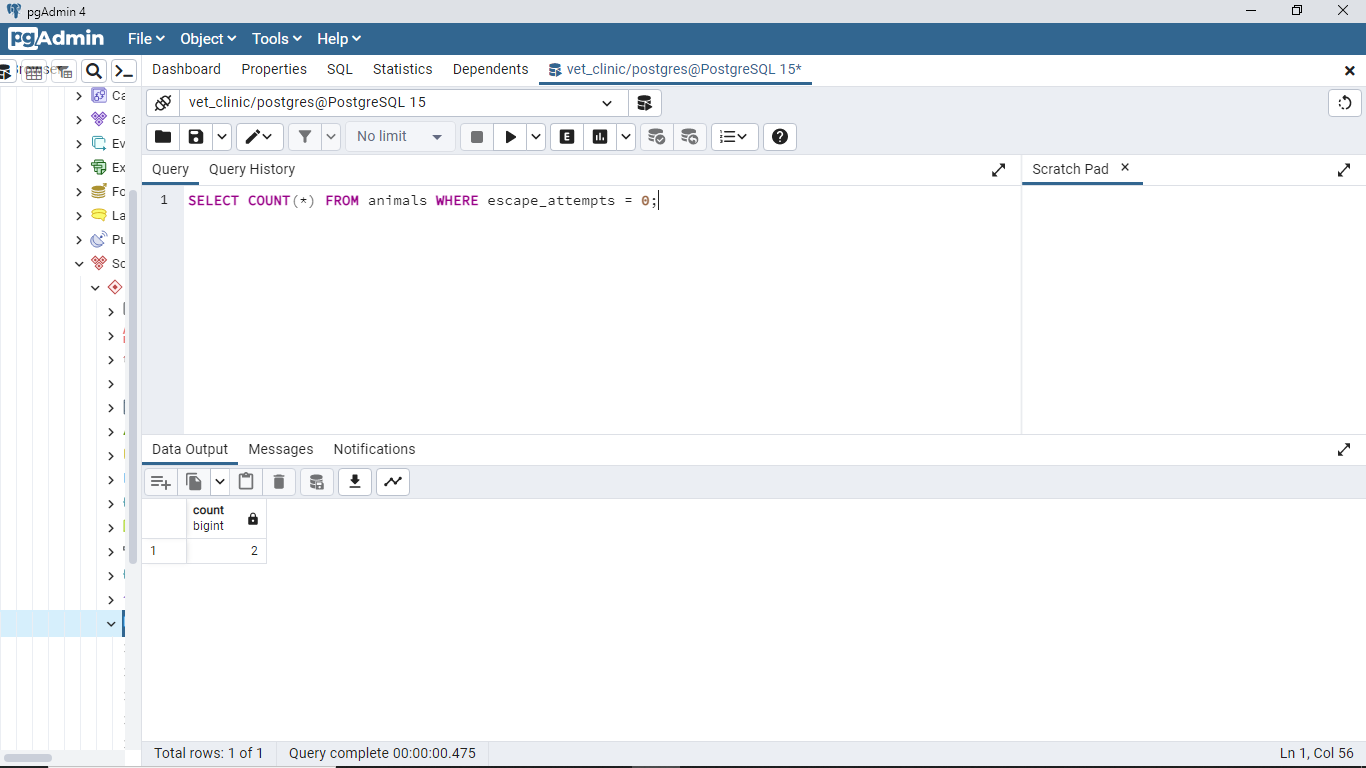 pgAdmin 4
pgAdmin File Object Tools Help
Dashboard Properties SQL Statistics Dependents vet_clinic/postgres@PostgreSQL 15*
vet_clinic/postgres@PostgreSQL 15
No limit
E
Query Query History Scratch Pad
1 SELECT COUNT(*) FROM animals WHERE escape_attempts = 0;
Ca
Ca
Ev
Ex
Fo
La
Pu
Sc
Data Output Messages Notifications
count
bigint
1 2
Total rows: 1 of 1 Query complete 00:00:00.475 Ln 1, Col 56